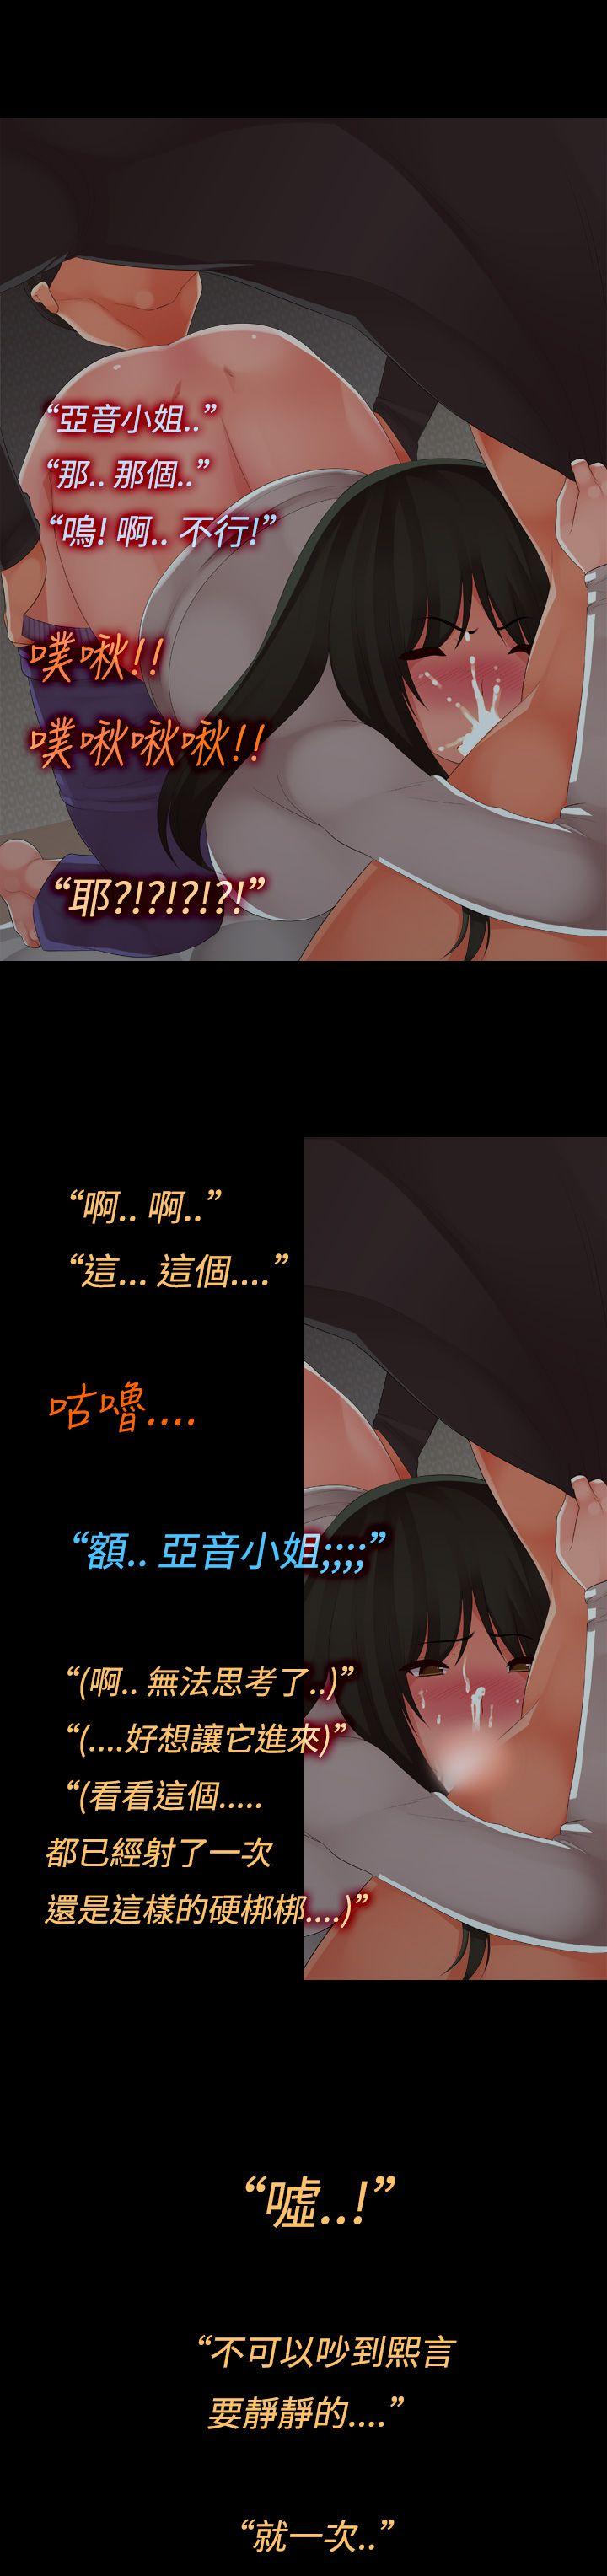 “亞音小姐..”
“那.. 那個..”
“嗚! 啊.. 不行!”
噗啾!!
噗啾啾啾!!
“耶?!?!?!?!”
“啊.. 啊..”
“這... 這個....”
咕嚕....
“額.. 亞音小姐;;;;”
“(啊.. 無法思考了..)”
“(....好想讓它進來)”
“(看看這個.....
都已經射了一次
還是這樣的硬梆梆....)”
“噓..!”
“不可以吵到熙言
要靜靜的....”
“就一次..”